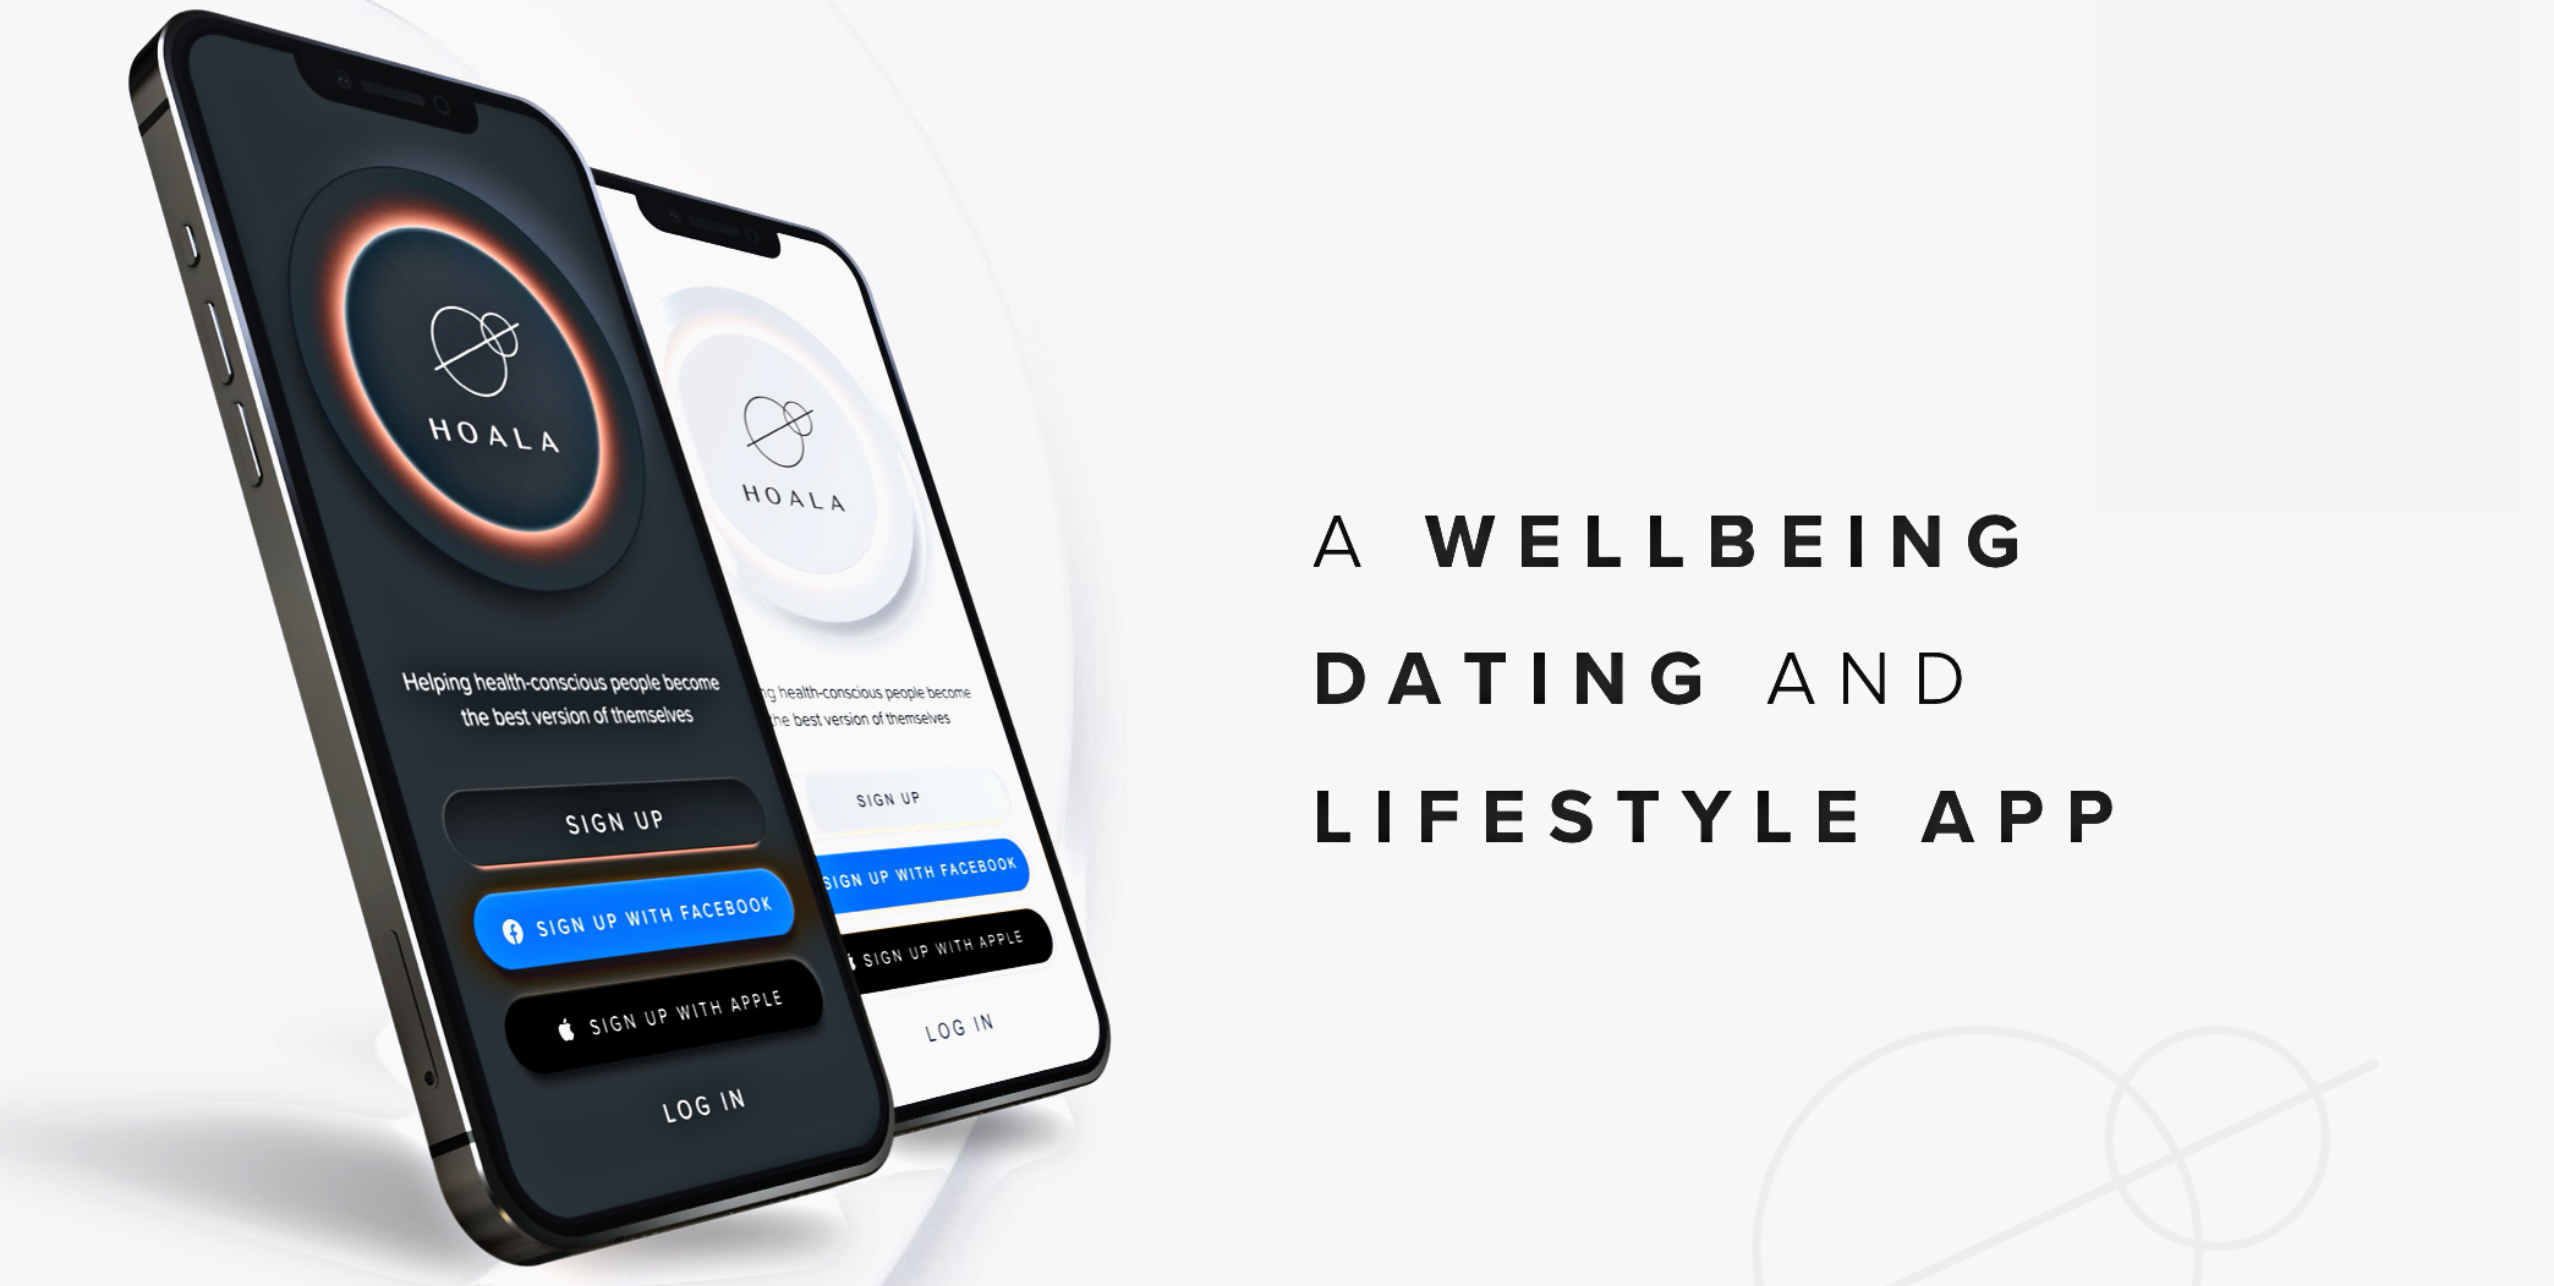 HOALA
Helping health-conscious people become
the best version of themselves
SIGN UP
SIGN UP WITH FACEBOOK
SIGN UP WITH APPLE
LOG IN
HOALA
health-conscious people become
the best version of themselves
SIGN UP
SIGN UP WITH FACEBOOK
SIGN UP WITH APPLE
LOG IN
A WELLBEING
DATING AND
LIFESTYLE APP